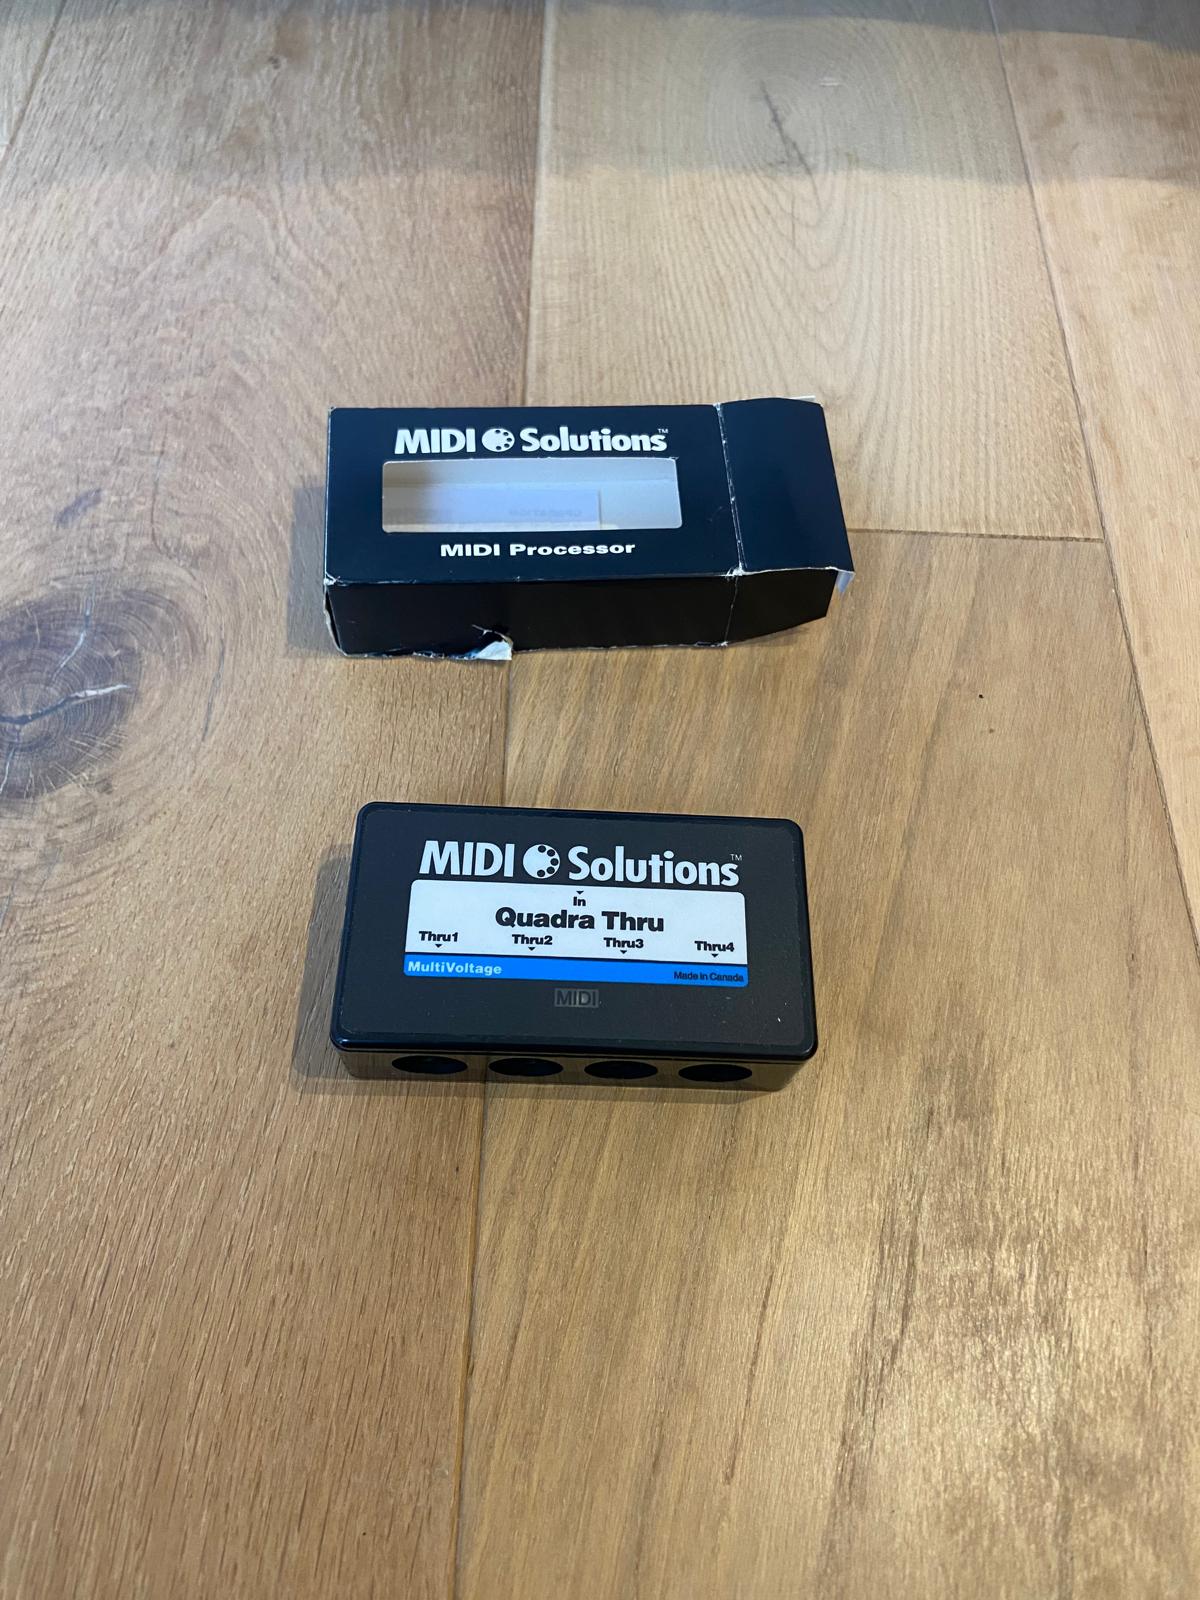 MIDI Solutions™
MIDI Processor
MIDI Solutions™
In
Quadra Thru
Thru1 Thru2 Thru3 Thru4
MultiVoltage Made in Canada
MIDI